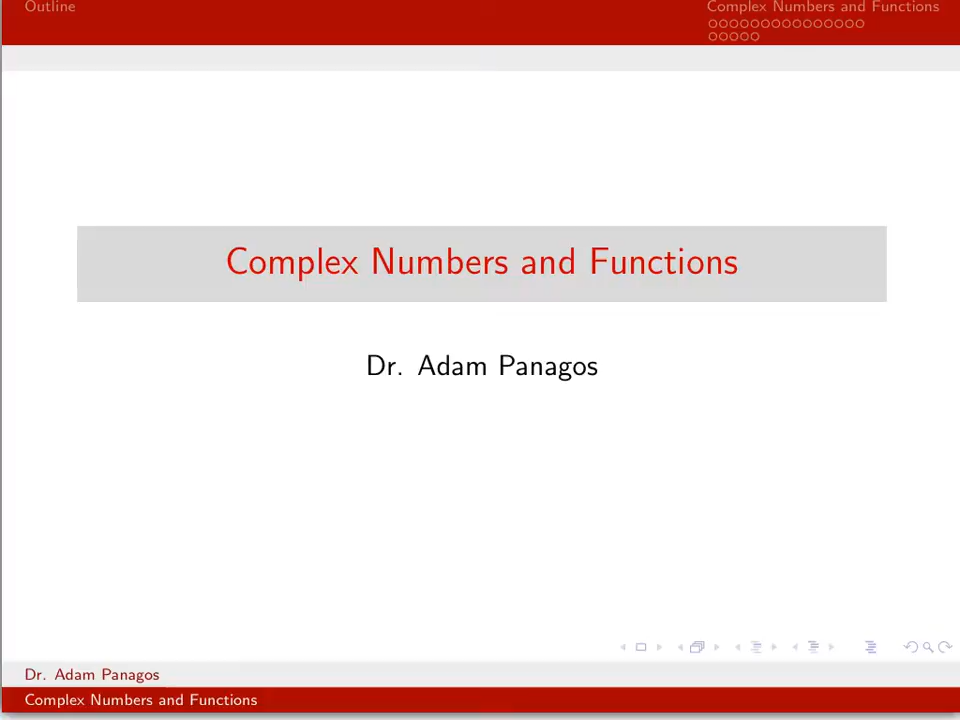 Outline
Complex Numbers and Functions
Complex Numbers and Functions
Dr. Adam Panagos
Dr. Adam Panagos
Complex Numbers and Functions